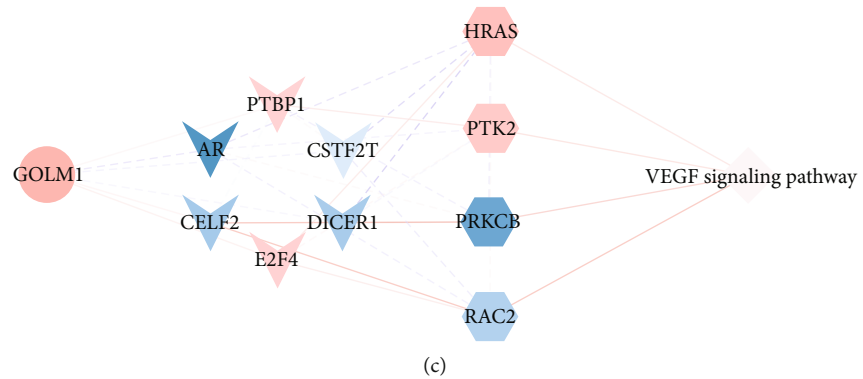 HRAS
PTBP1
PTK2
AR
CSTF2T
GOLM1
VEGF signaling pathway
CELF2
DICER1
PRKCB
E2F4
RAC2
(c)